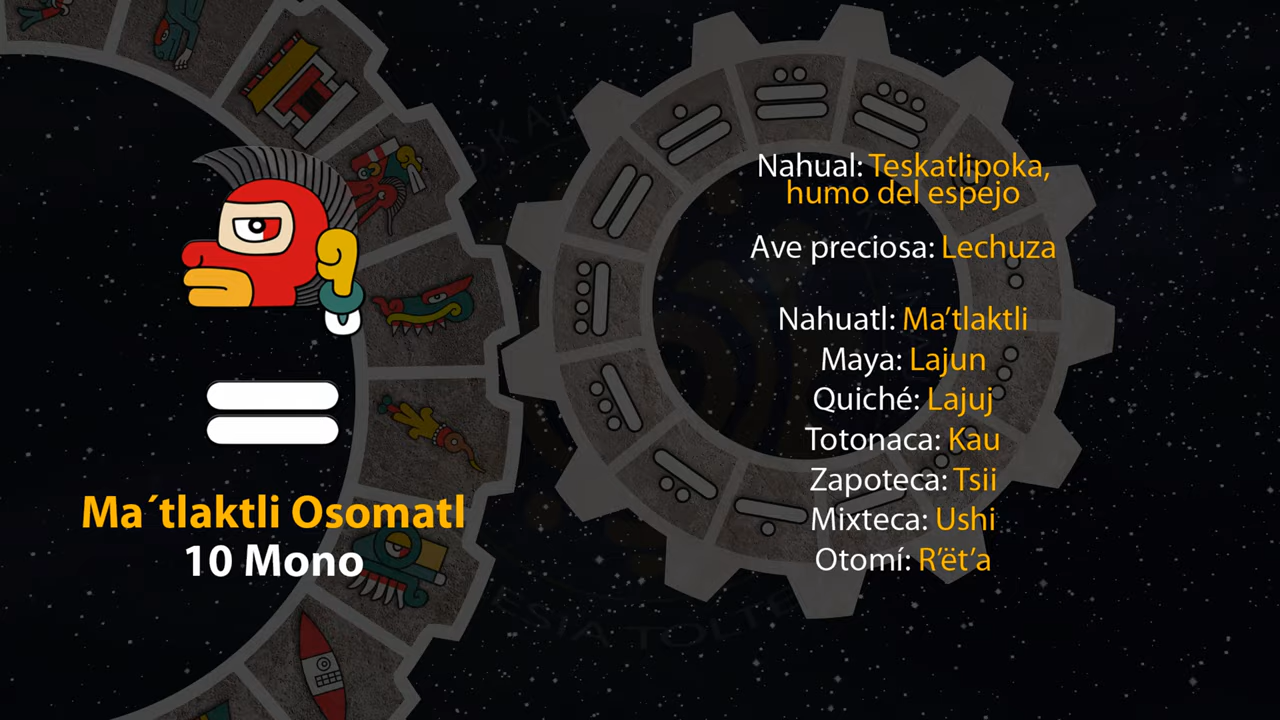 Ma´tlaktli Osomatl
10 Mono
Nahual: Teskatlipoka,
humo del espejo
Ave preciosa: Lechuza
Nahuatl: Ma’tlaktli
Maya: Lajun
Quiché: Lajuj
Totonaca: Kau
Zapoteca: Tsii
Mixteca: Ushi
Otomí: R’ët’a